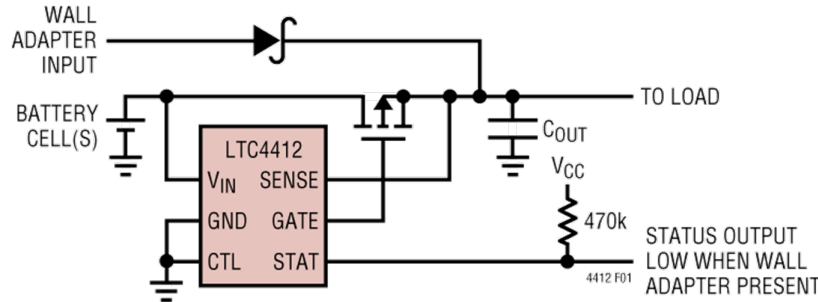 WALL
ADAPTER
INPUT
BATTERY
CELL(S)
TO LOAD
COUT
LTC4412
VIN SENSE
GND GATE
CTL STAT
VCC
470k
STATUS OUTPUT
LOW WHEN WALL
ADAPTER PRESENT
4412 F01